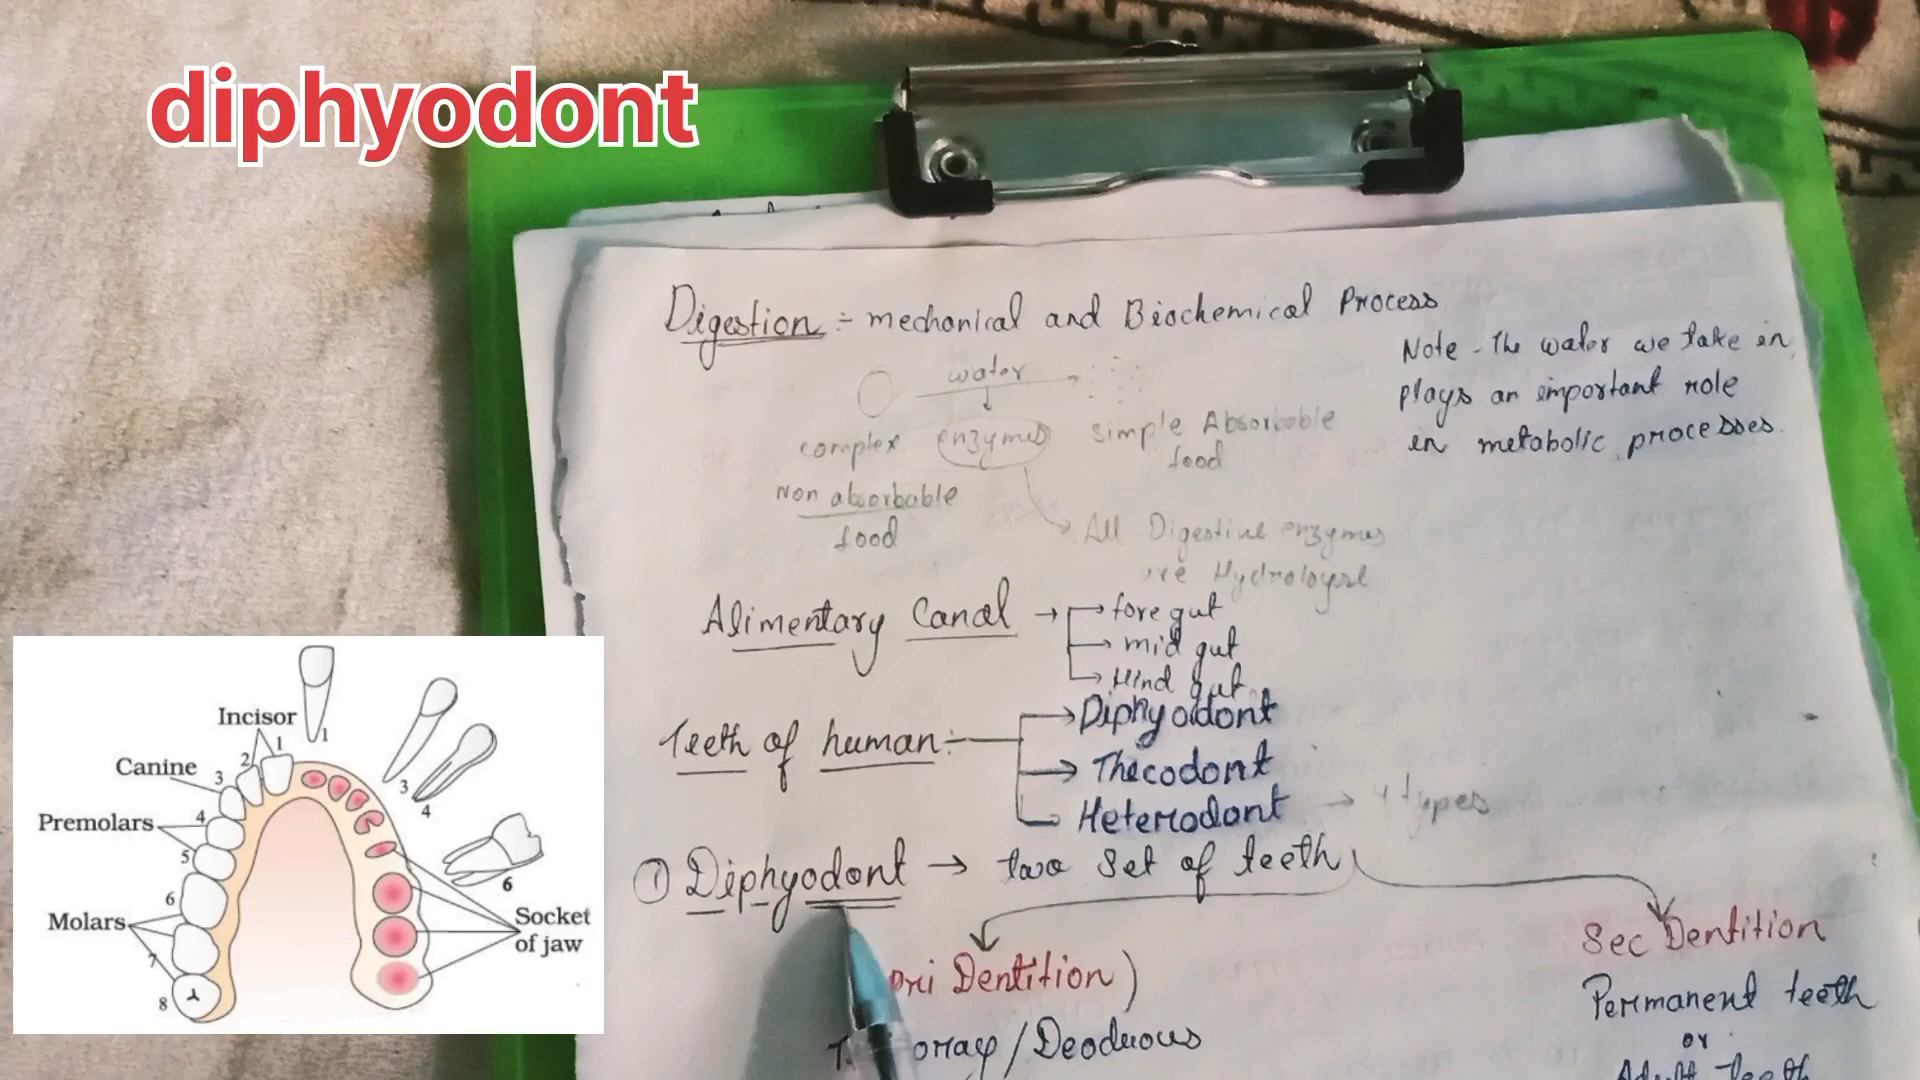 diphyodont
Digestion :- mechanical and Biochemical Process
Note - The water we take in
plays an important role
in metabolic processes.
water
complex enzymes simple Absorbable
food
Non absorbable
food
All Digestive enzymes
are Hydrolayse
Alimentary Canal → fore gut
mid gut
Hind gut
Teeth of human:- Diphyodont
Thecodont
Heterodont → 4 types
① Diphyodont → two set of teeth
Sec Dentition
Permanent teeth
or
Adult teeth
pri Dentition)
/Deoduous
Incisor
1
2
1
Canine
3
3
4
Premolars
4
5
6
6
Molars
7
8
Socket
of jaw